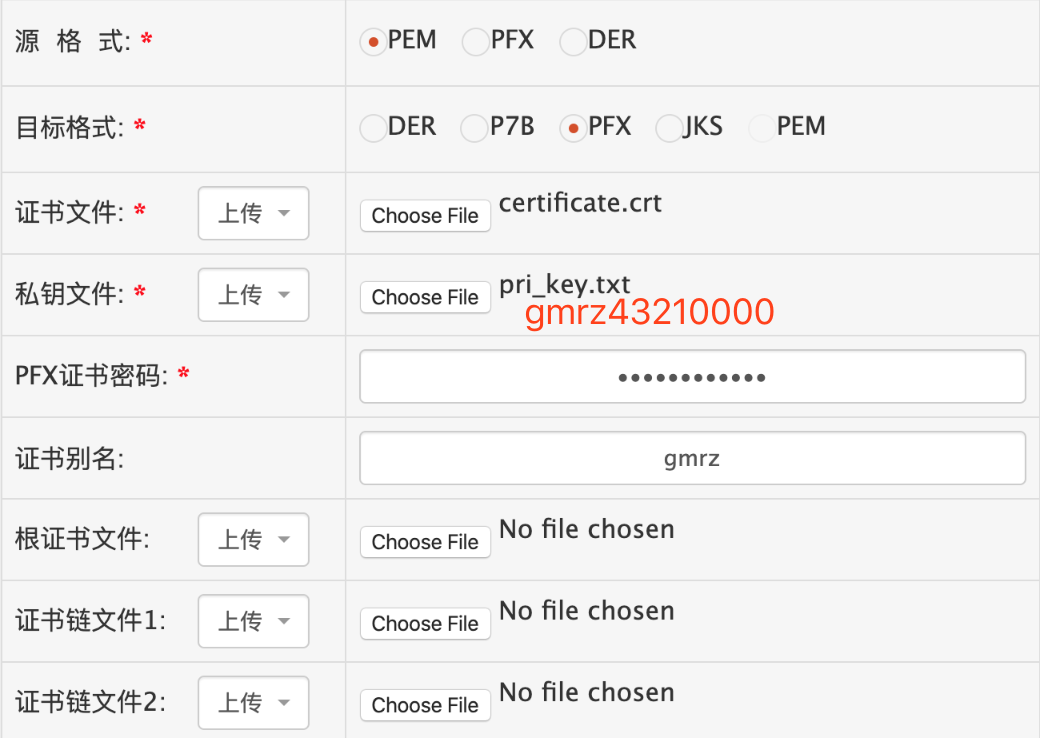 源 格 式: * PEM PFX DER
目标格式: * DER P7B PFX JKS PEM
证书文件: * 上传 Choose File certificate.crt
私钥文件: * 上传 Choose File pri_key.txt
gmrz43210000
PFX证书密码: * ••••••••••••
证书别名: gmrz
根证书文件: 上传 Choose File No file chosen
证书链文件1: 上传 Choose File No file chosen
证书链文件2: 上传 Choose File No file chosen